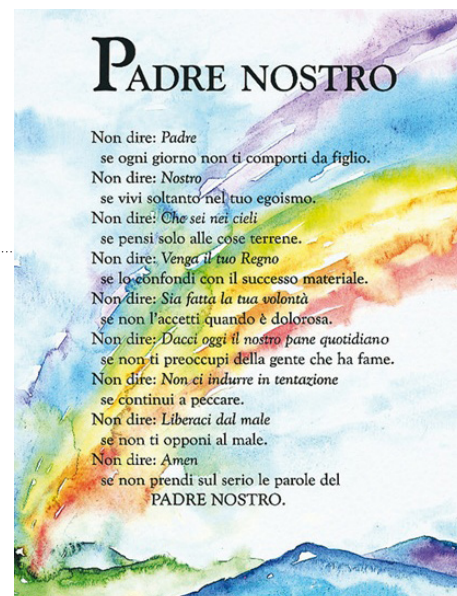 PADRE NOSTRO
Non dire: Padre
se ogni giorno non ti comporti da figlio.
Non dire: Nostro
se vivi soltanto nel tuo egoismo.
Non dire: Che sei nei cieli
se pensi solo alle cose terrene.
Non dire: Venga il tuo Regno
se lo confondi con il successo materiale.
Non dire: Sia fatta la tua volontà
se non l'accetti quando è dolorosa.
Non dire: Dacci oggi il nostro pane quotidiano
se non ti preoccupi della gente che ha fame.
Non dire: Non ci indurre in tentazione
se continui a peccare.
Non dire: Liberaci dal male
se non ti opponi al male.
Non dire: Amen
se non prendi sul serio le parole del
PADRE NOSTRO.